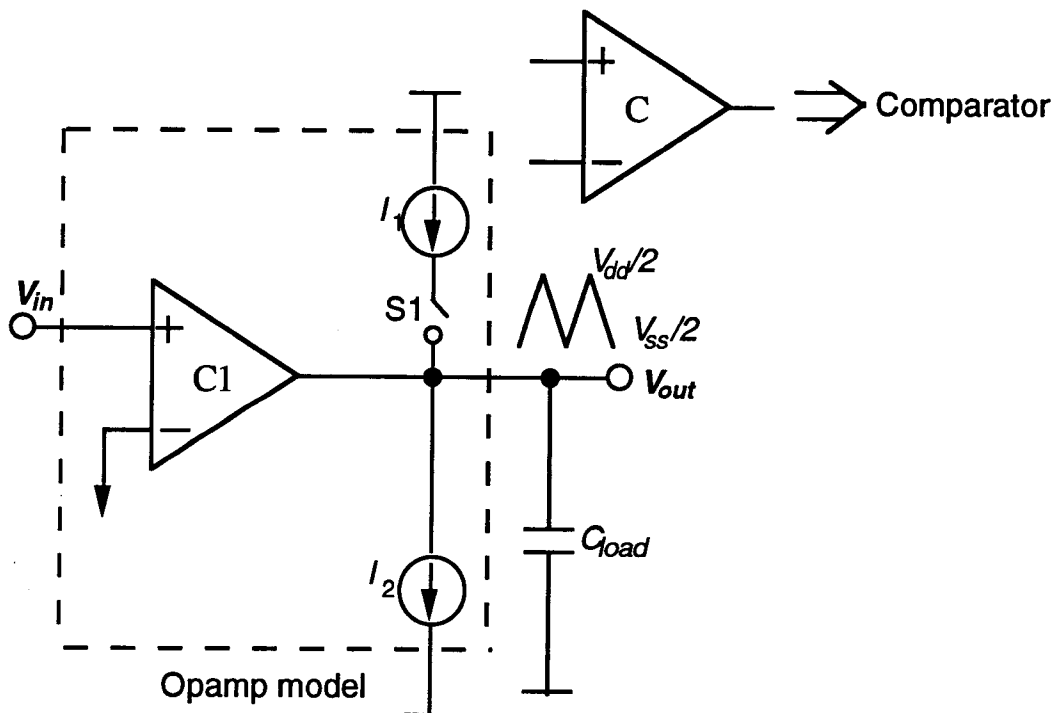 +
C
−
Comparator
I1
Vdd/2
Vin
S1
Vss/2
+
C1
−
Vout
Cload
I2
Opamp model